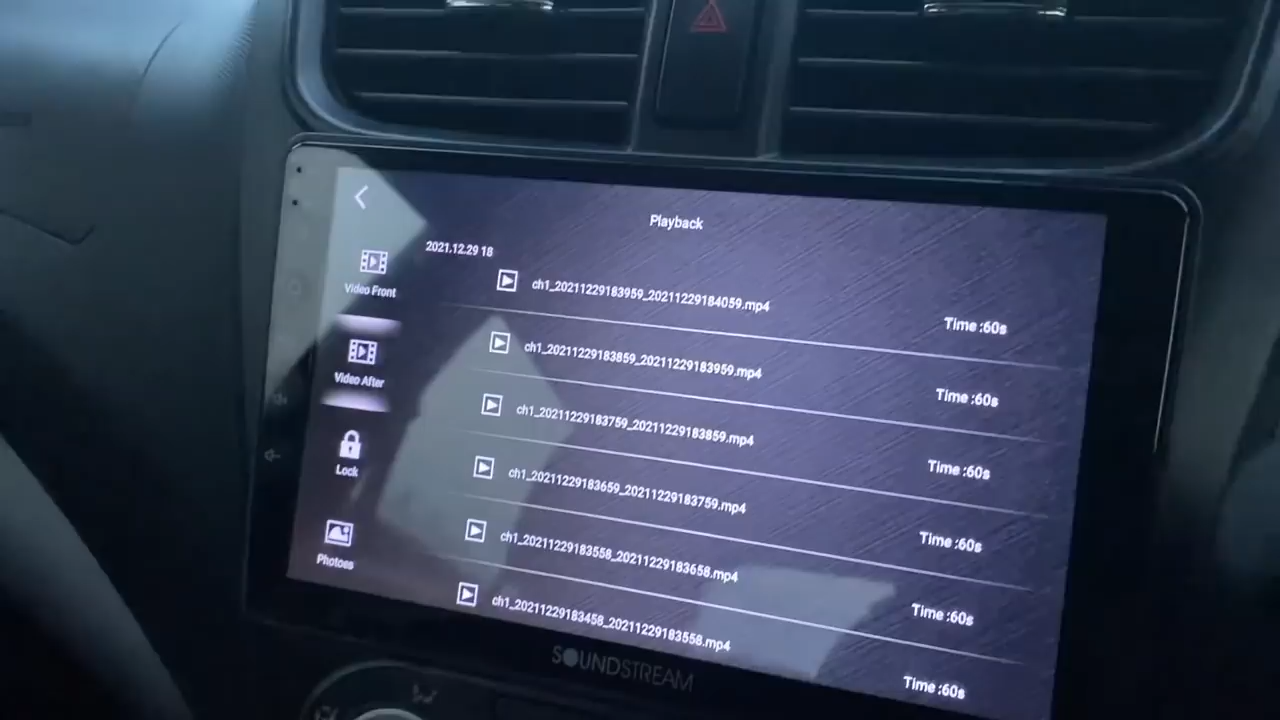 Playback
2021.12.29 18
Video Front
ch1_20211229183959_20211229184059.mp4
Time :60s
Video After
ch1_20211229183859_20211229183959.mp4
Time :60s
ch1_20211229183759_20211229183859.mp4
Time :60s
Lock
ch1_20211229183659_20211229183759.mp4
Time :60s
Photoes
ch1_20211229183558_20211229183658.mp4
Time :60s
ch1_20211229183458_20211229183558.mp4
Time :60s
SOUNDSTREAM